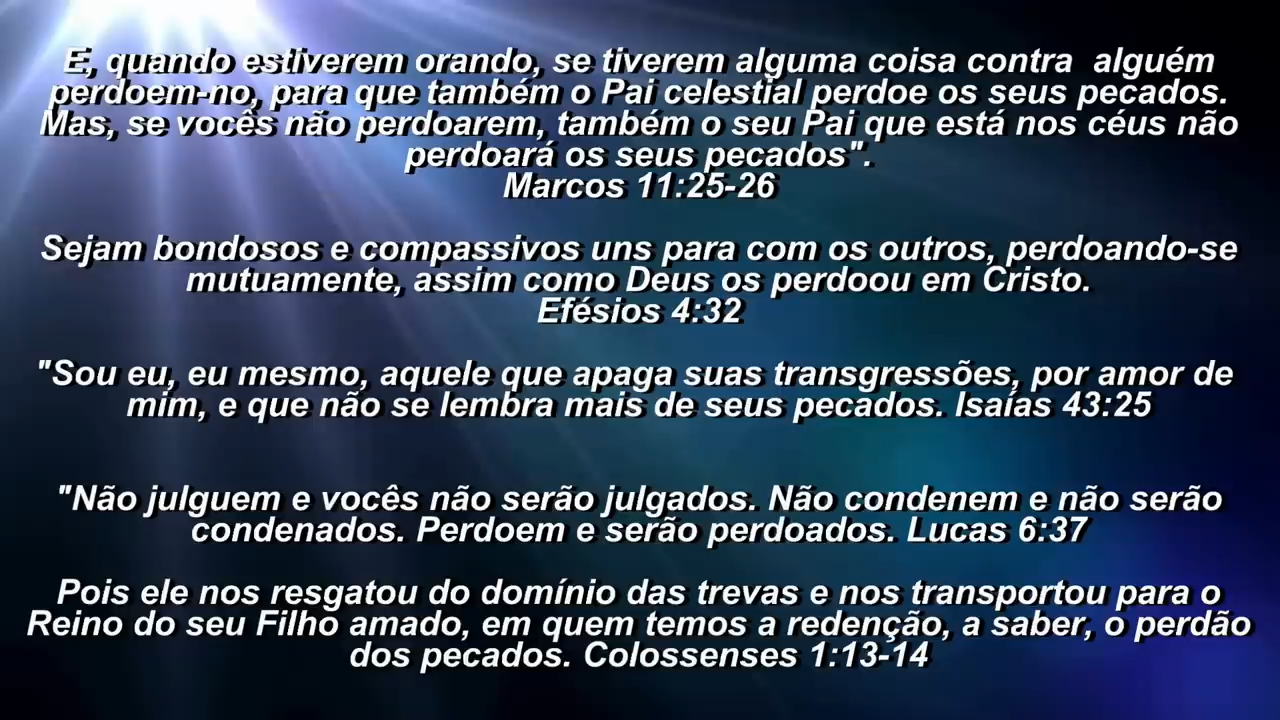 E, quando estiverem orando, se tiverem alguma coisa contra  alguém
perdoem-no, para que também o Pai celestial perdoe os seus pecados.
Mas, se vocês não perdoarem, também o seu Pai que está nos céus não
perdoará os seus pecados".
Marcos 11:25-26
Sejam bondosos e compassivos uns para com os outros, perdoando-se
mutuamente, assim como Deus os perdoou em Cristo.
Efésios 4:32
"Sou eu, eu mesmo, aquele que apaga suas transgressões, por amor de
mim, e que não se lembra mais de seus pecados. Isaías 43:25
"Não julguem e vocês não serão julgados. Não condenem e não serão
condenados. Perdoem e serão perdoados. Lucas 6:37
Pois ele nos resgatou do domínio das trevas e nos transportou para o
Reino do seu Filho amado, em quem temos a redenção, a saber, o perdão
dos pecados. Colossenses 1:13-14